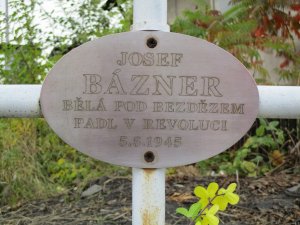 JOSEF
BÁZNER
BĚLÁ POD BEZDĚZEM
PADL V REVOLUCI
5.5.1945